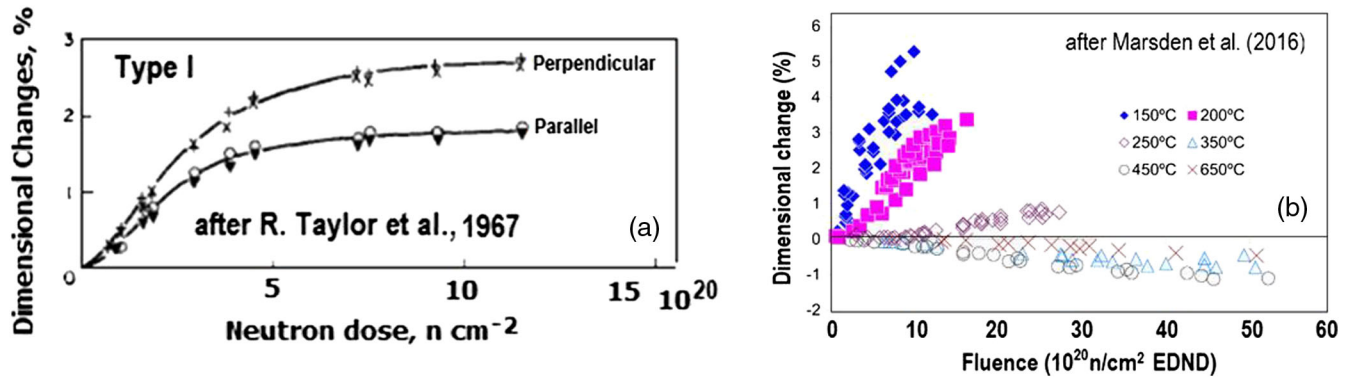 Dimensional Changes, %
3
2
1
0
Type I
Perpendicular
Parallel
after R. Taylor et al., 1967
(a)
5
10
15
10²⁰
Neutron dose, n cm⁻²
Dimensional change (%)
6
5
4
3
2
1
0
-1
-2
after Marsden et al. (2016)
150ºC
200ºC
250ºC
350ºC
450ºC
650ºC
(b)
0
10
20
30
40
50
60
Fluence (10²⁰n/cm² EDND)